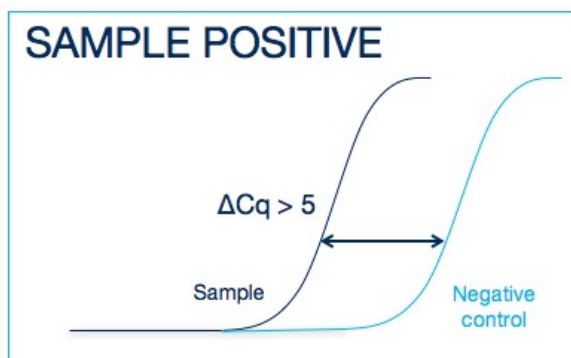 SAMPLE POSITIVE
ΔCq > 5
Sample
Negative
control